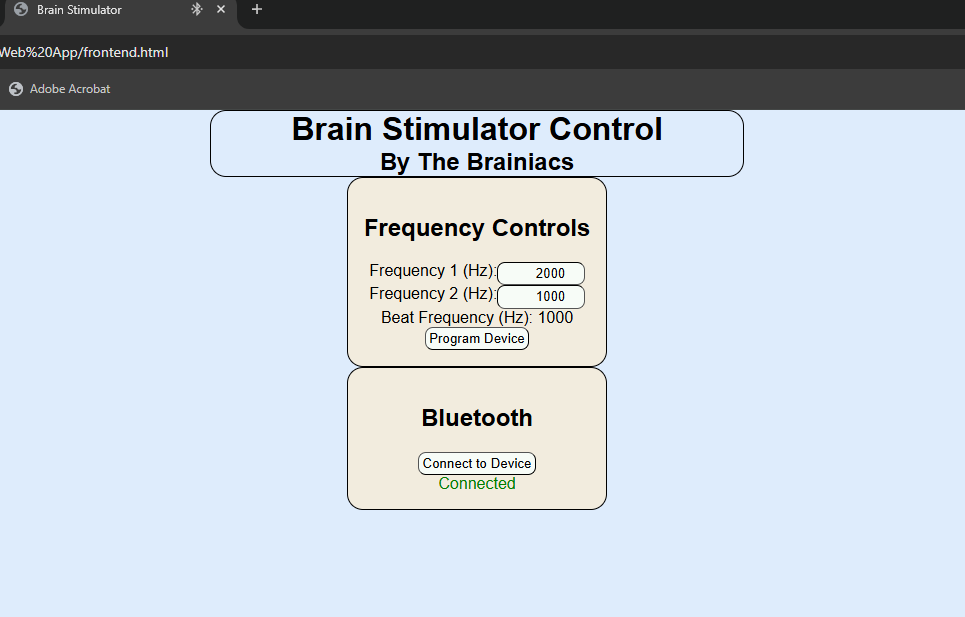 Brain Stimulator
Web%20App/frontend.html
Adobe Acrobat
Brain Stimulator Control
By The Brainiacs
Frequency Controls
Frequency 1 (Hz): 2000
Frequency 2 (Hz): 1000
Beat Frequency (Hz): 1000
Program Device
Bluetooth
Connect to Device
Connected